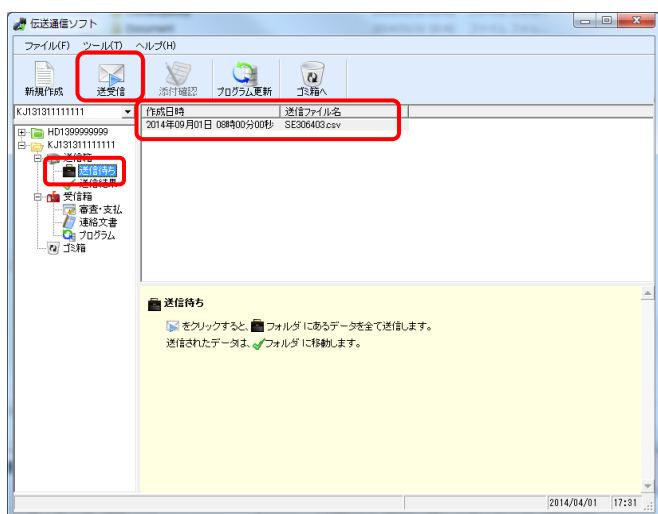 伝送通信ソフト
ファイル(F) ツール(T) ヘルプ(H)
新規作成 送受信 添付確認 プログラム更新 ゴミ箱へ
KJ131311111111
作成日時 送信ファイル名
2014年09月01日 08時00分00秒 SE306403.csv
HD1399999999
KJ131311111111
送信箱
送信待ち
送信結果
受信箱
審査・支払
連絡文書
プログラム
ゴミ箱
送信待ち
をクリックすると、フォルダにあるデータを全て送信します。
送信されたデータは、フォルダに移動します。
2014/04/01 17:31